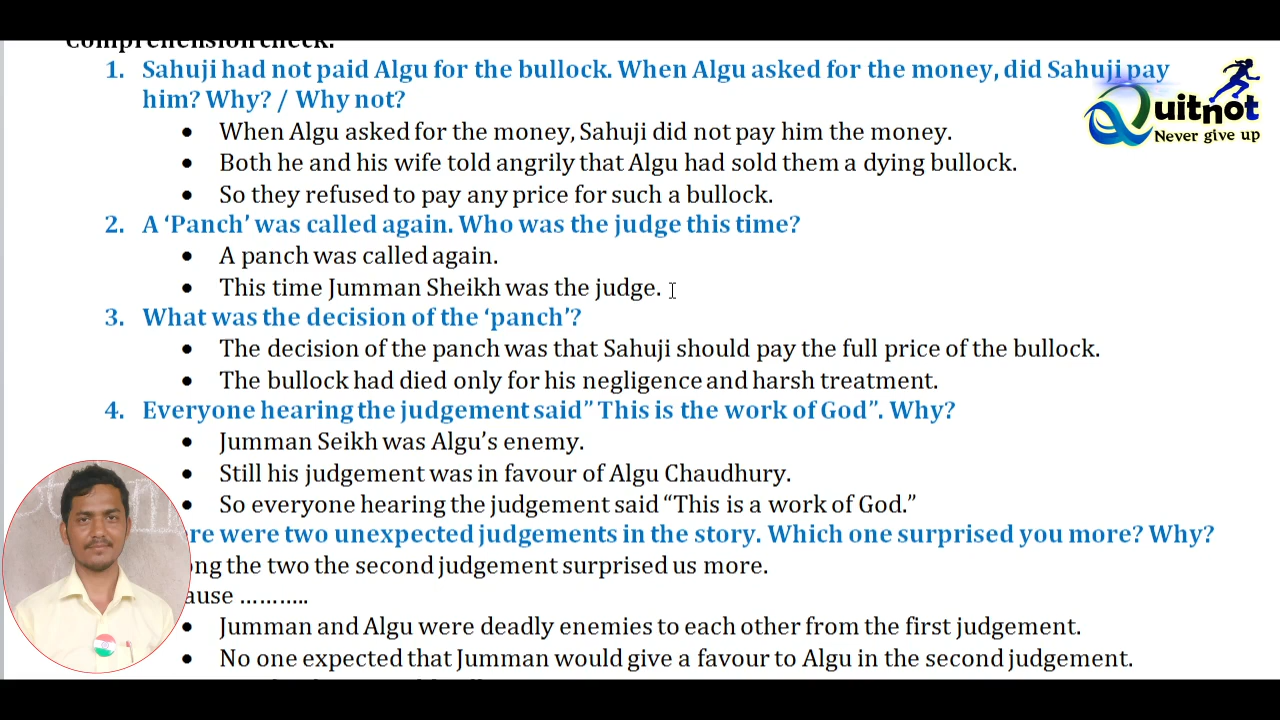 Comprehension check:
1. Sahuji had not paid Algu for the bullock. When Algu asked for the money, did Sahuji pay
him? Why? / Why not?
Quitnot
Never give up
• When Algu asked for the money, Sahuji did not pay him the money.
• Both he and his wife told angrily that Algu had sold them a dying bullock.
• So they refused to pay any price for such a bullock.
2. A ‘Panch’ was called again. Who was the judge this time?
• A panch was called again.
• This time Jumman Sheikh was the judge.
3. What was the decision of the ‘panch’?
• The decision of the panch was that Sahuji should pay the full price of the bullock.
• The bullock had died only for his negligence and harsh treatment.
4. Everyone hearing the judgement said” This is the work of God”. Why?
• Jumman Seikh was Algu’s enemy.
• Still his judgement was in favour of Algu Chaudhury.
• So everyone hearing the judgement said “This is a work of God.”
re were two unexpected judgements in the story. Which one surprised you more? Why?
ng the two the second judgement surprised us more.
ause ………..
• Jumman and Algu were deadly enemies to each other from the first judgement.
• No one expected that Jumman would give a favour to Algu in the second judgement.